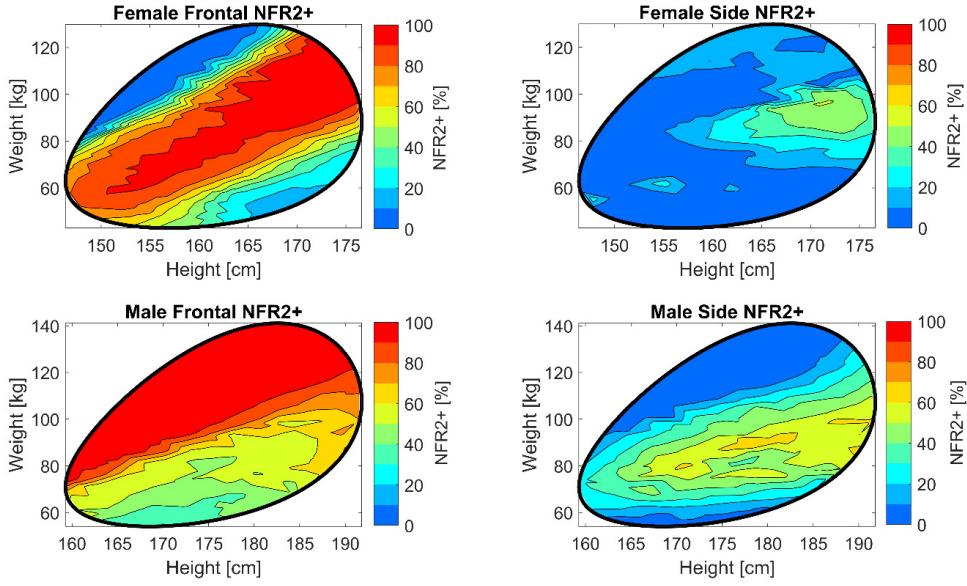 Female Frontal NFR2+
120
100
80
60
Weight [kg]
150 155 160 165 170 175
Height [cm]
100
80
60
40
20
0
NFR2+ [%]
Female Side NFR2+
120
100
80
60
Weight [kg]
150 155 160 165 170 175
Height [cm]
100
80
60
40
20
0
NFR2+ [%]
Male Frontal NFR2+
140
120
100
80
60
Weight [kg]
160 165 170 175 180 185 190
Height [cm]
100
80
60
40
20
0
NFR2+ [%]
Male Side NFR2+
140
120
100
80
60
Weight [kg]
160 165 170 175 180 185 190
Height [cm]
100
80
60
40
20
0
NFR2+ [%]